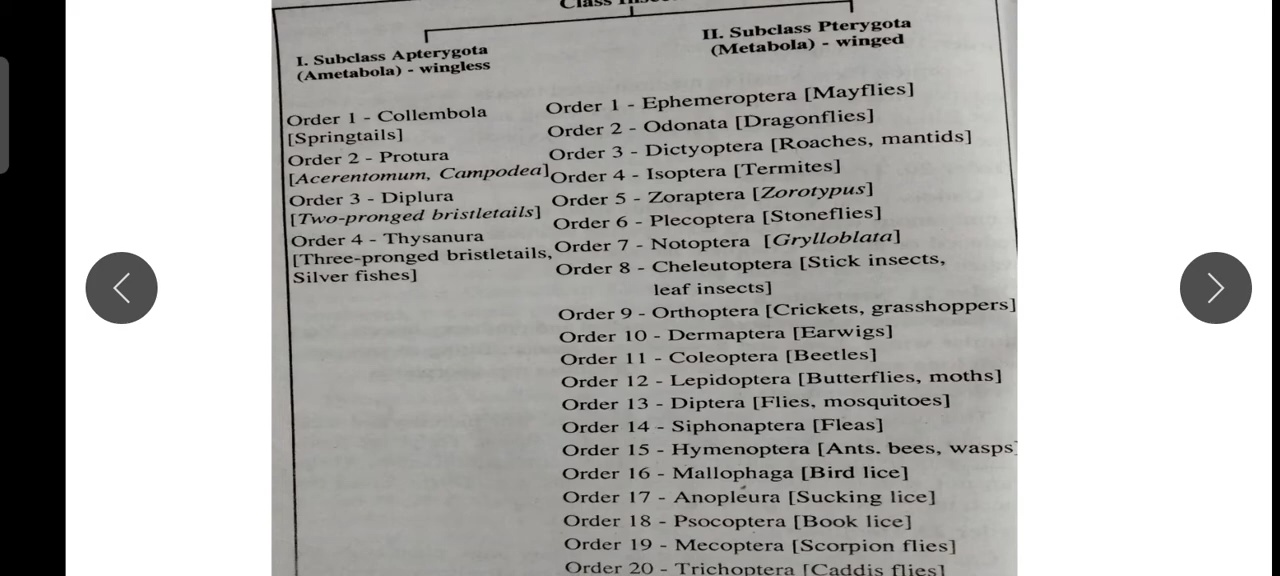 Class
I. Subclass Apterygota
(Ametabola) - wingless
Order 1 - Collembola
[Springtails]
Order 2 - Protura
[Acerentomum, Campodea]
Order 3 - Diplura
[Two-pronged bristletails]
Order 4 - Thysanura
[Three-pronged bristletails,
Silver fishes]
II. Subclass Pterygota
(Metabola) - winged
Order 1 - Ephemeroptera [Mayflies]
Order 2 - Odonata [Dragonflies]
Order 3 - Dictyoptera [Roaches, mantids]
Order 4 - Isoptera [Termites]
Order 5 - Zoraptera [Zorotypus]
Order 6 - Plecoptera [Stoneflies]
Order 7 - Notoptera [Grylloblata]
Order 8 - Cheleutoptera [Stick insects,
leaf insects]
Order 9 - Orthoptera [Crickets, grasshoppers]
Order 10 - Dermaptera [Earwigs]
Order 11 - Coleoptera [Beetles]
Order 12 - Lepidoptera [Butterflies, moths]
Order 13 - Diptera [Flies, mosquitoes]
Order 14 - Siphonaptera [Fleas]
Order 15 - Hymenoptera [Ants. bees, wasps]
Order 16 - Mallophaga [Bird lice]
Order 17 - Anopleura [Sucking lice]
Order 18 - Psocoptera [Book lice]
Order 19 - Mecoptera [Scorpion flies]
Order 20 - Trichoptera [Caddis flies]